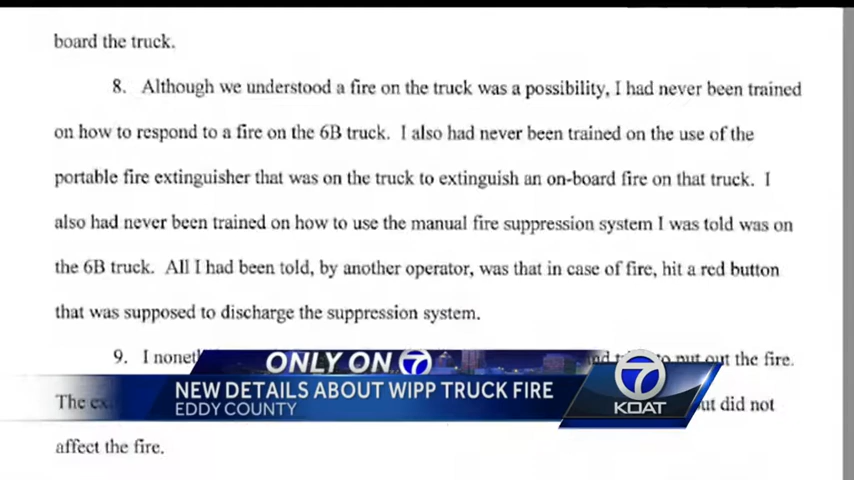 board the truck.
8. Although we understood a fire on the truck was a possibility, I had never been trained
on how to respond to a fire on the 6B truck. I also had never been trained on the use of the
portable fire extinguisher that was on the truck to extinguish an on-board fire on that truck. I
also had never been trained on how to use the manual fire suppression system I was told was on
the 6B truck. All I had been told, by another operator, was that in case of fire, hit a red button
that was supposed to discharge the suppression system.
9. I put out the fire.
The did not
affect the fire.
ONLY ON 7
NEW DETAILS ABOUT WIPP TRUCK FIRE
EDDY COUNTY
7
KOAT